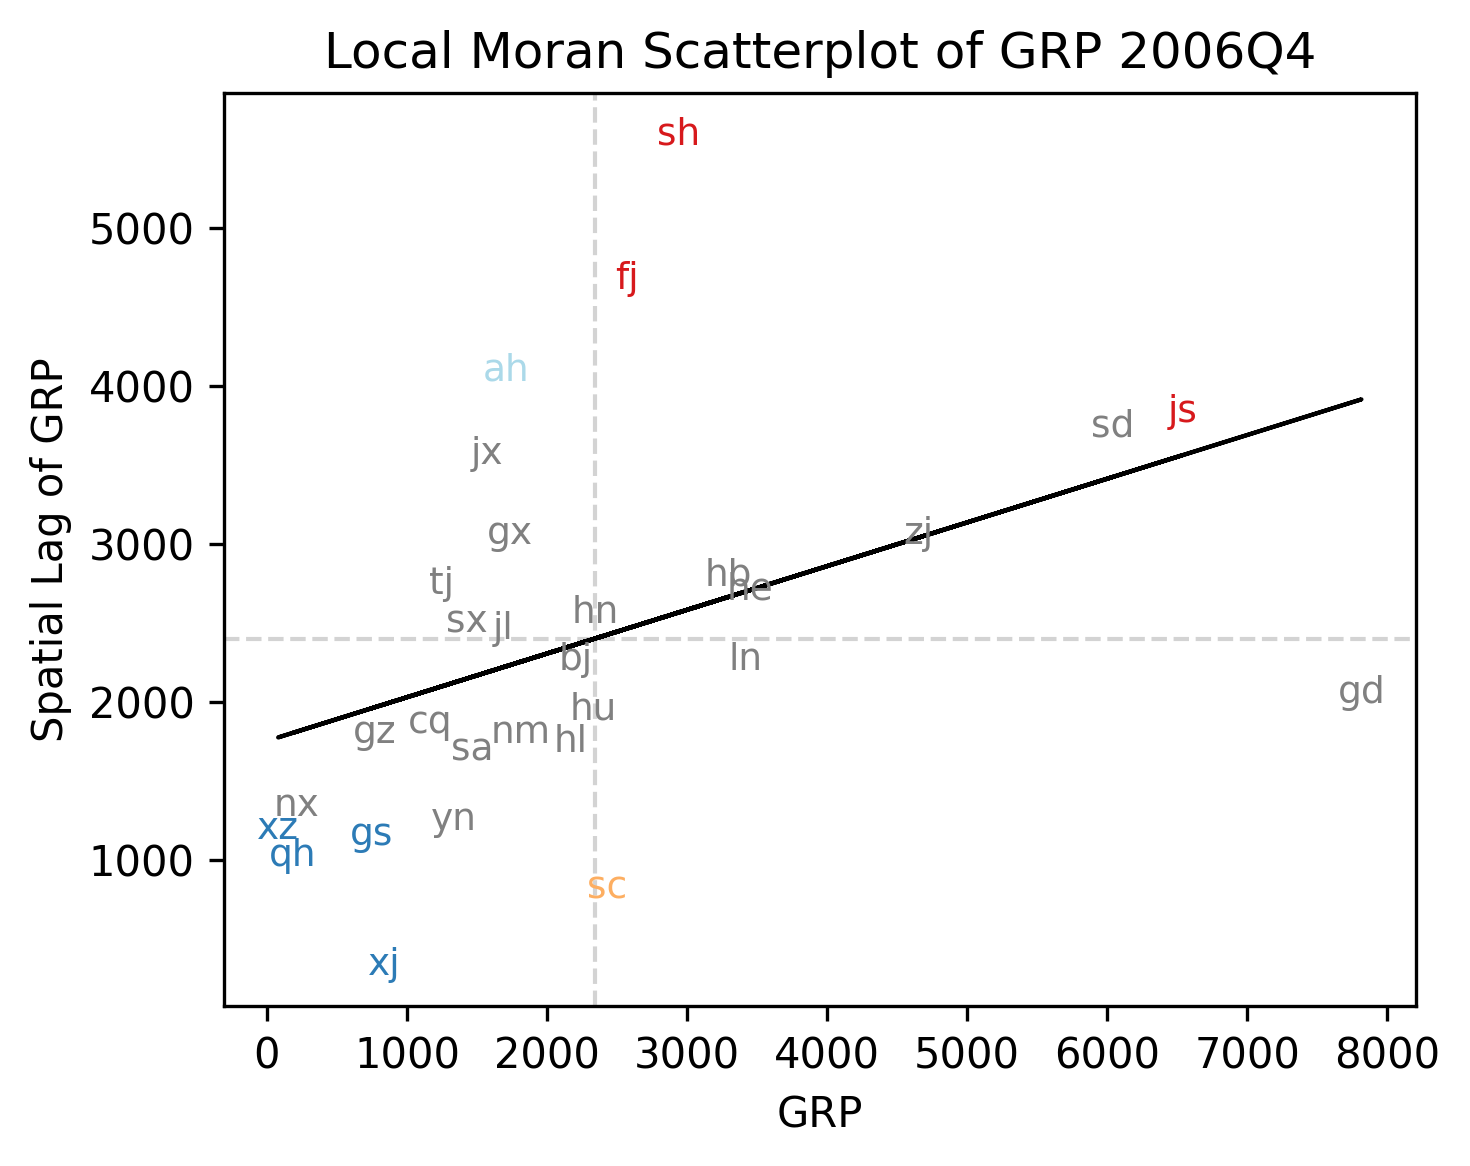 Local Moran Scatterplot of GRP 2006Q4
Spatial Lag of GRP
5000
4000
3000
2000
1000
sh
fj
ah
js
sd
jx
gx
zj
tj
hb
he
sx
jl
hn
bj
ln
gd
hu
cq
gz
nm
sa
hl
nx
xz
gs
yn
qh
sc
xj
0 1000 2000 3000 4000 5000 6000 7000 8000
GRP